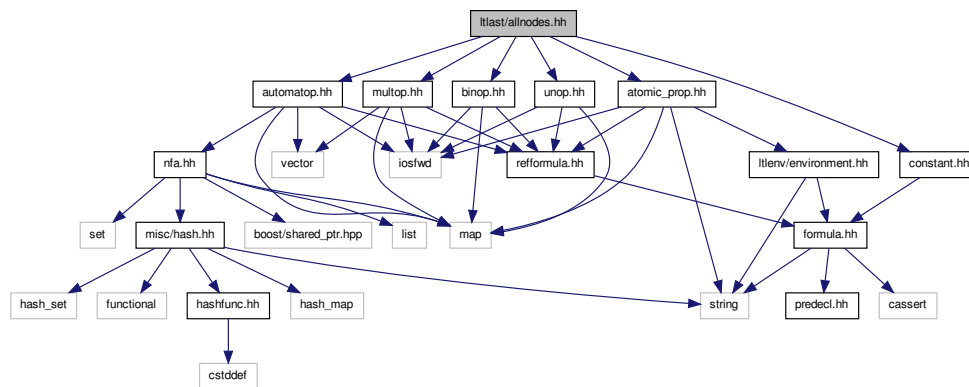 ltlast/allnodes.hh
automatop.hh
multop.hh
binop.hh
unop.hh
atomic_prop.hh
nfa.hh
vector
iosfwd
refformula.hh
ltlenv/environment.hh
constant.hh
set
misc/hash.hh
boost/shared_ptr.hpp
list
map
formula.hh
hash_set
functional
hashfunc.hh
hash_map
string
predecl.hh
cassert
cstddef